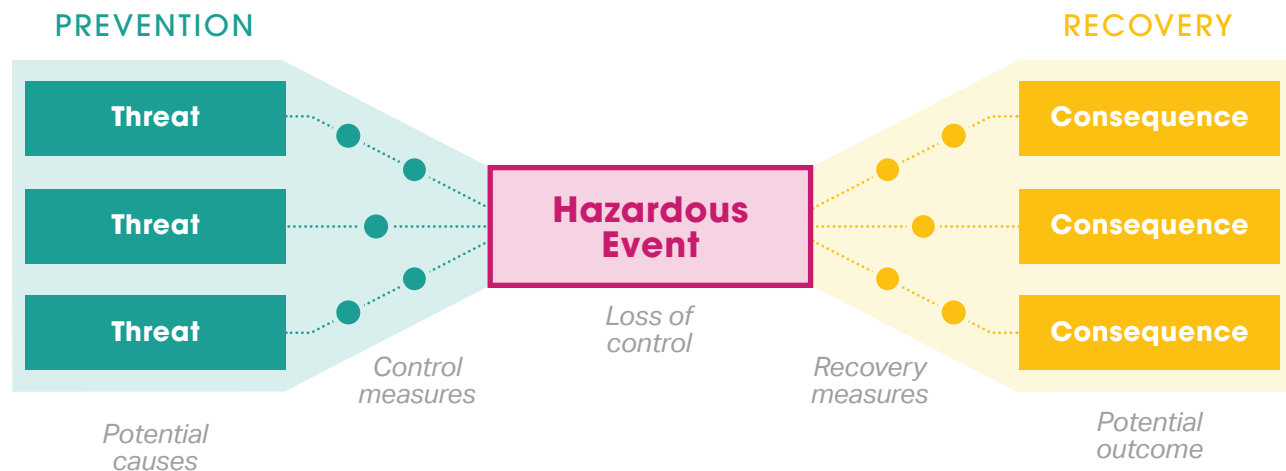 PREVENTION
RECOVERY
Threat
Threat
Threat
Hazardous
Event
Consequence
Consequence
Consequence
Loss of
control
Control
measures
Recovery
measures
Potential
causes
Potential
outcome